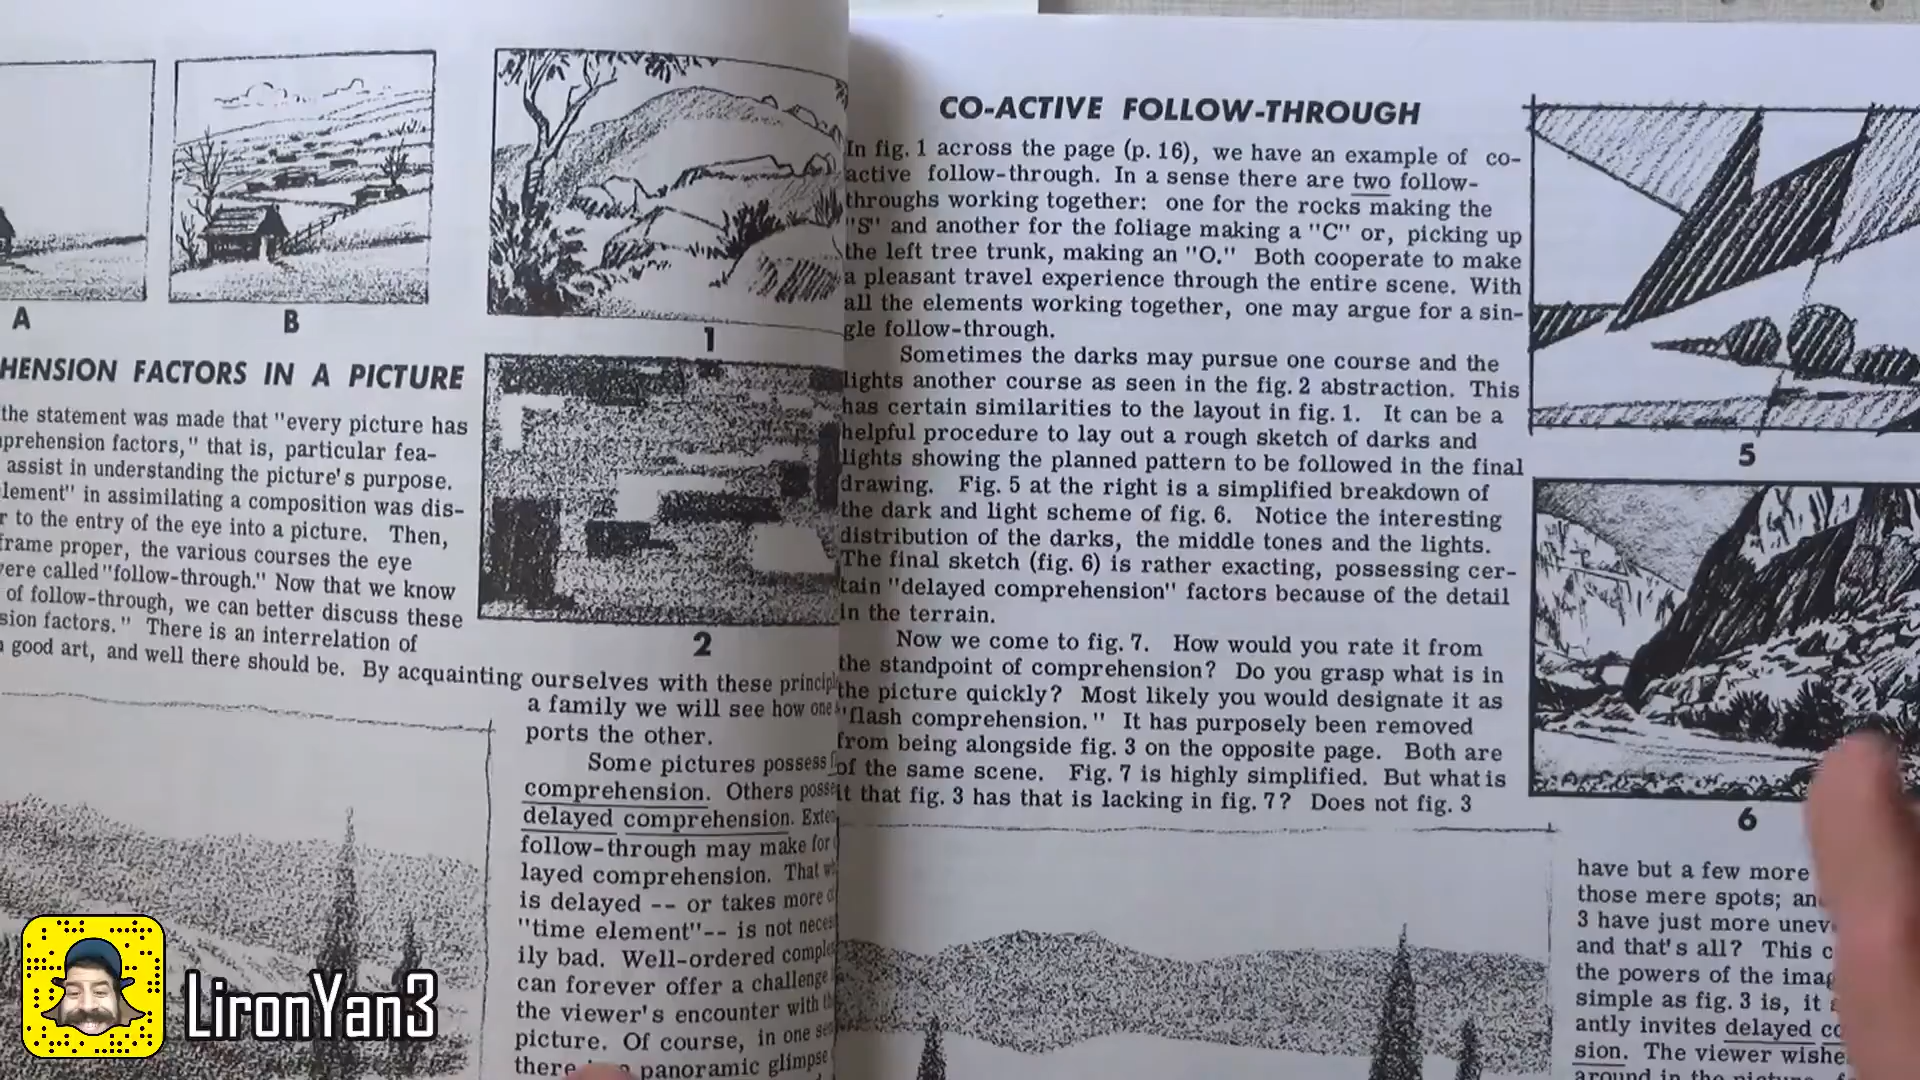 A
B
1
HENSION FACTORS IN A PICTURE
the statement was made that "every picture has
prehension factors," that is, particular fea-
assist in understanding the picture's purpose.
lement" in assimilating a composition was dis-
r to the entry of the eye into a picture. Then,
frame proper, the various courses the eye
were called "follow-through." Now that we know
of follow-through, we can better discuss these
sion factors." There is an interrelation of
good art, and well there should be. By acquainting ourselves with these principl
2
a family we will see how one
ports the other.
Some pictures possess
comprehension. Others posse
delayed comprehension. Exte
follow-through may make for
layed comprehension. That
is delayed -- or takes more
"time element"-- is not neces
ily bad. Well-ordered comple
can forever offer a challenge
the viewer's encounter with
picture. Of course, in one se
there panoramic glimpse
CO-ACTIVE FOLLOW-THROUGH
In fig. 1 across the page (p. 16), we have an example of co-
active follow-through. In a sense there are two follow-
throughs working together: one for the rocks making the
"S" and another for the foliage making a "C" or, picking up
the left tree trunk, making an "O." Both cooperate to make
a pleasant travel experience through the entire scene. With
all the elements working together, one may argue for a sin-
gle follow-through.
Sometimes the darks may pursue one course and the
lights another course as seen in the fig. 2 abstraction. This
has certain similarities to the layout in fig. 1. It can be a
helpful procedure to lay out a rough sketch of darks and
lights showing the planned pattern to be followed in the final
drawing. Fig. 5 at the right is a simplified breakdown of
the dark and light scheme of fig. 6. Notice the interesting
distribution of the darks, the middle tones and the lights.
The final sketch (fig. 6) is rather exacting, possessing cer-
tain "delayed comprehension" factors because of the detail
in the terrain.
Now we come to fig. 7. How would you rate it from
the standpoint of comprehension? Do you grasp what is in
the picture quickly? Most likely you would designate it as
"flash comprehension." It has purposely been removed
from being alongside fig. 3 on the opposite page. Both are
of the same scene. Fig. 7 is highly simplified. But what is
it that fig. 3 has that is lacking in fig. 7? Does not fig. 3
5
6
have but a few more
those mere spots; an
3 have just more unev
and that's all? This c
the powers of the imag
simple as fig. 3 is, it
antly invites delayed co
sion. The viewer wishe
around in the picture
LironYan3